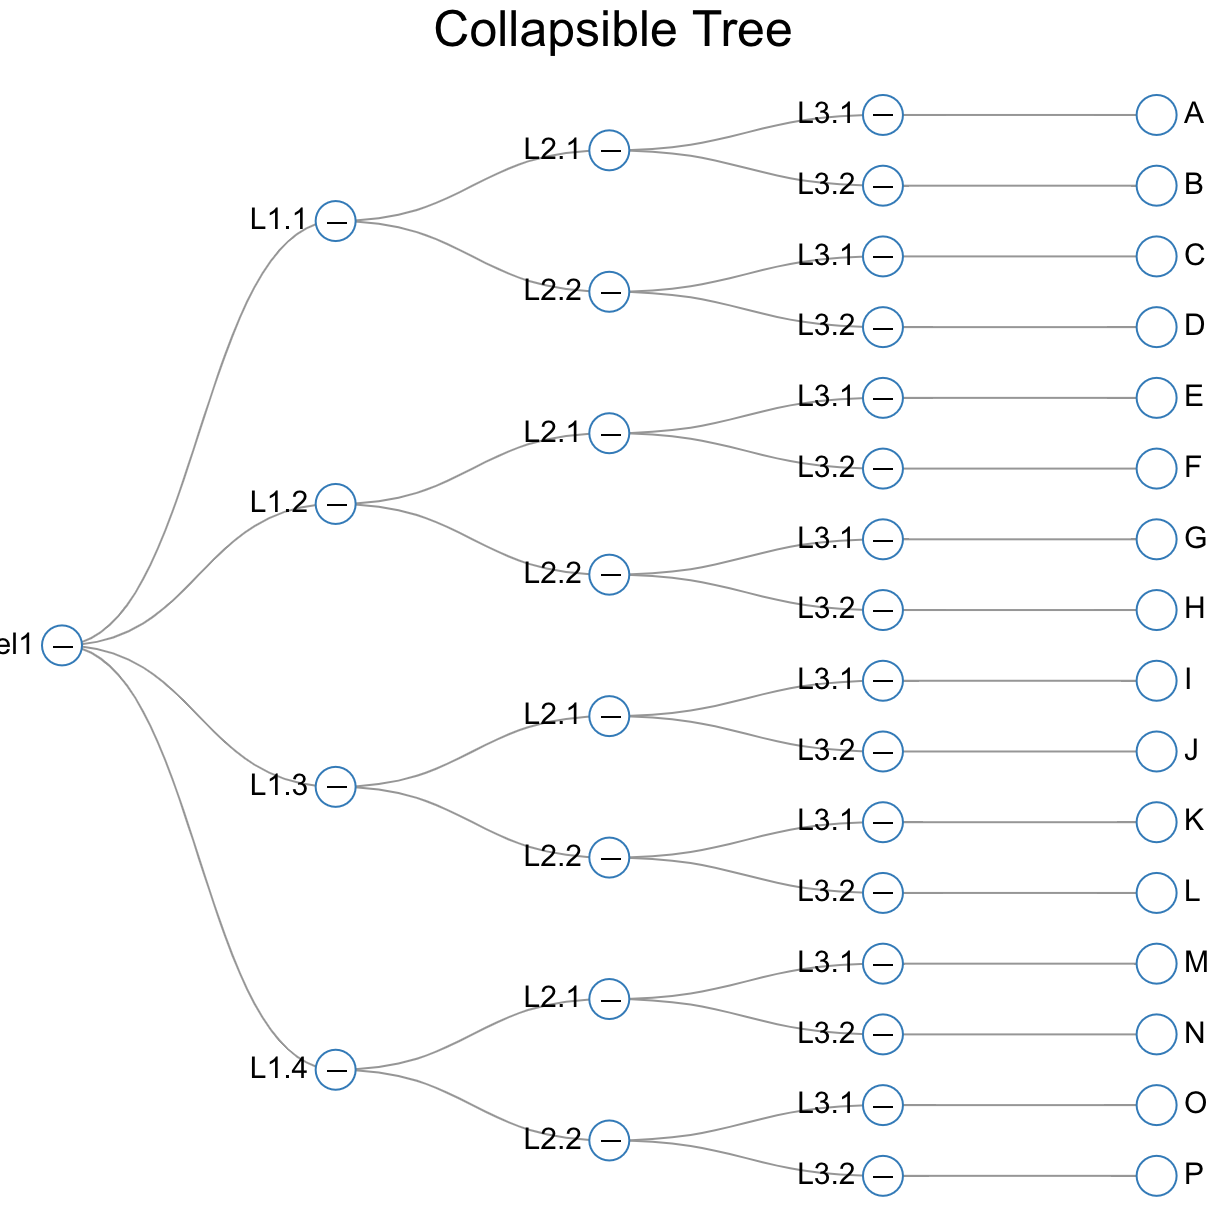 Collapsible Tree
L3.1 A
L2.1
L3.2 B
L1.1
L3.1 C
L2.2
L3.2 D
L3.1 E
L2.1
L3.2 F
L1.2
L3.1 G
L2.2
L3.2 H
el1
L3.1 I
L2.1
L3.2 J
L1.3
L3.1 K
L2.2
L3.2 L
L3.1 M
L2.1
L3.2 N
L1.4
L3.1 O
L2.2
L3.2 P